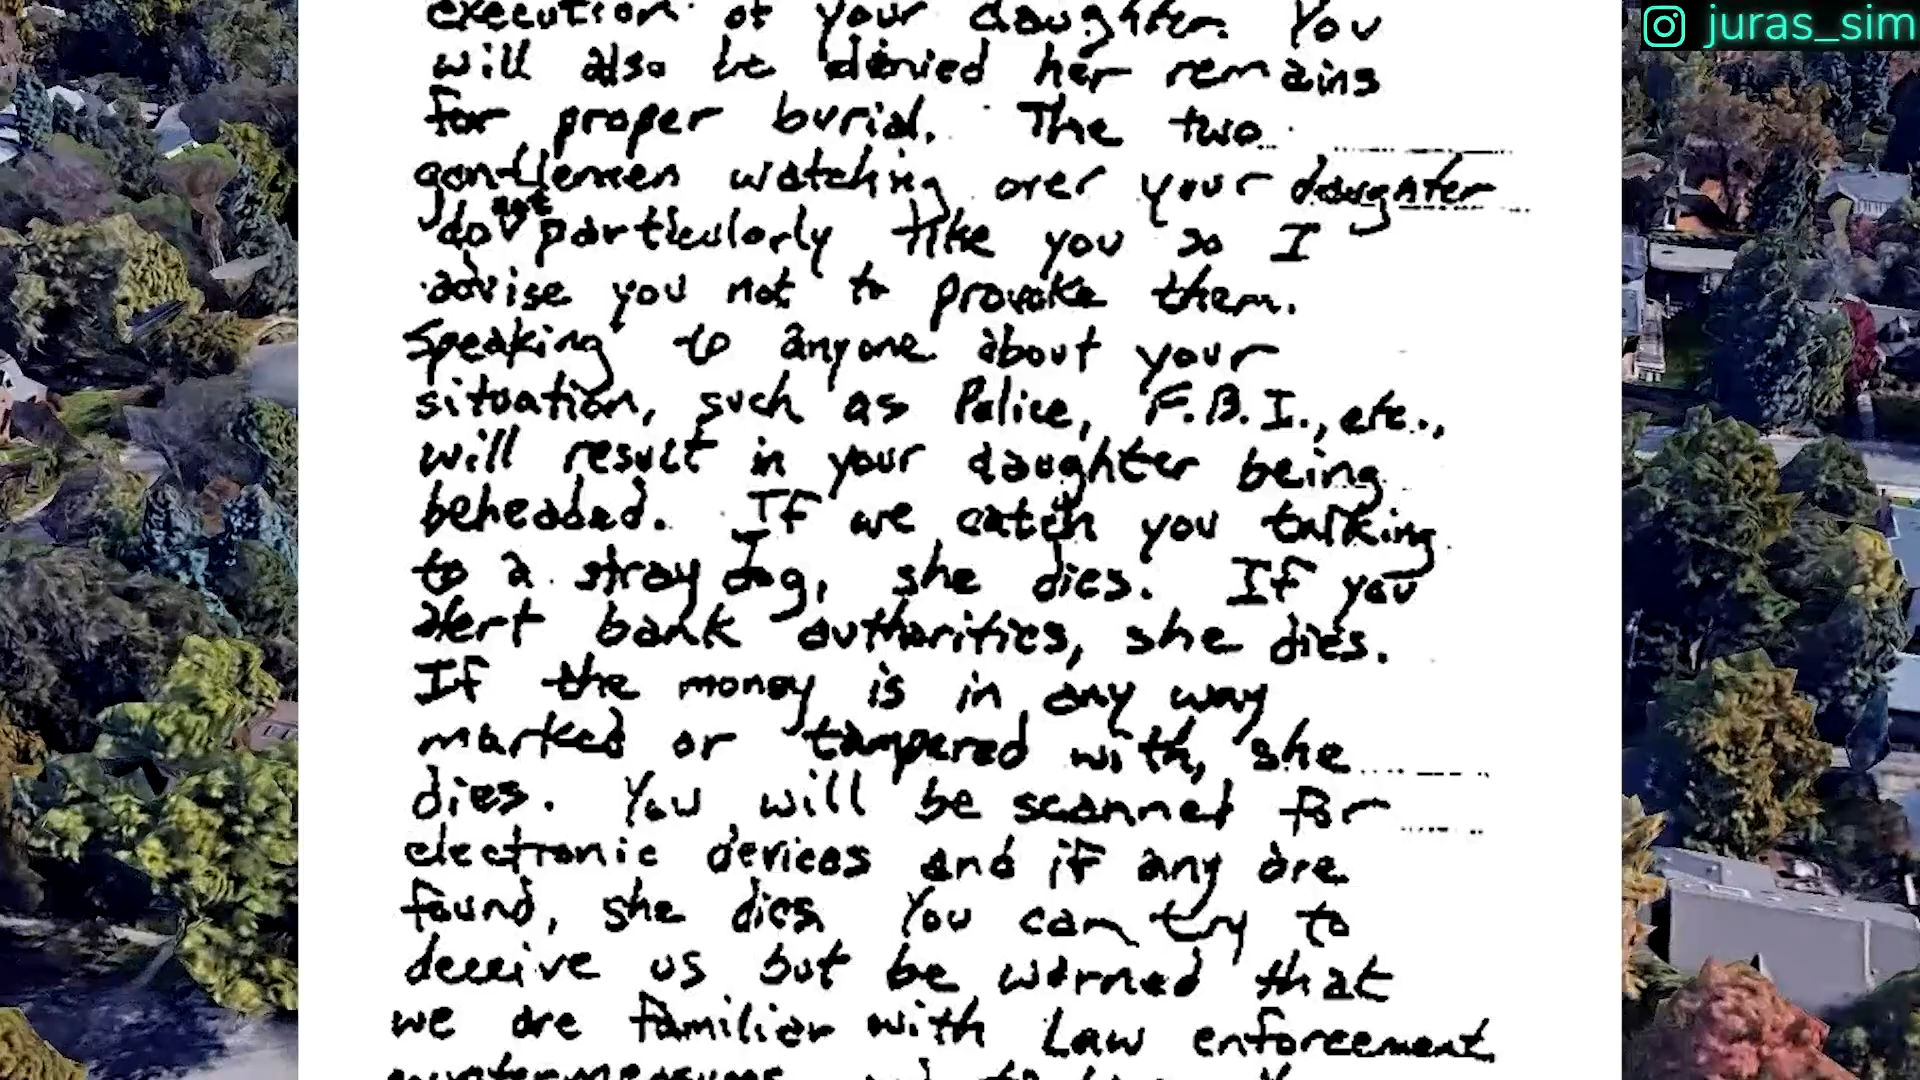 juras_sim
execution of your daughter. You
will also be denied her remains
for proper burial. The two
gentlemen watching over your daughter
do not particularly like you so I
advise you not to provoke them.
Speaking to anyone about your
situation, such as Police, F.B.I., etc.,
will result in your daughter being
beheaded. If we catch you talking
to a stray dog, she dies. If you
alert bank authorities, she dies.
If the money is in any way
marked or tampered with, she
dies. You will be scanned for
electronic devices and if any are
found, she dies. You can try to
deceive us but be warned that
we are familiar with Law enforcement
countermeasures and